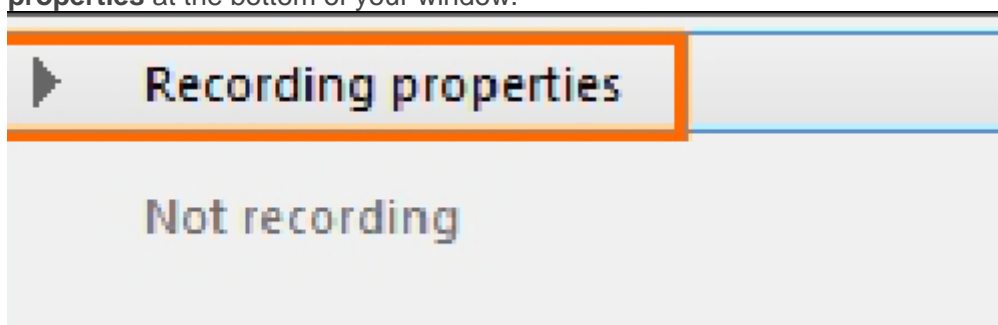 properties at the bottom of your window.
Recording properties
Not recording